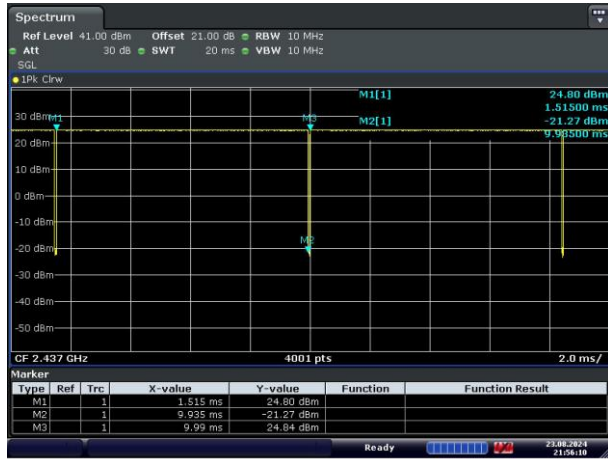 Spectrum
Ref Level 41.00 dBm Offset 21.00 dB RBW 10 MHz
Att 30 dB SWT 20 ms VBW 10 MHz
SGL
1Pk Clrw
M1[1] 24.80 dBm
1.51500 ms
30 dBm M1 M3 M2[1] -21.27 dBm
9.93500 ms
20 dBm
10 dBm
0 dBm
-10 dBm
M2
-20 dBm
-30 dBm
-40 dBm
-50 dBm
CF 2.437 GHz 4001 pts 2.0 ms/
Marker
Type Ref Trc X-value Y-value Function Function Result
M1 1 1.515 ms 24.80 dBm
M2 1 9.935 ms -21.27 dBm
M3 1 9.99 ms 24.84 dBm
Ready 23.08.2024
21:56:10